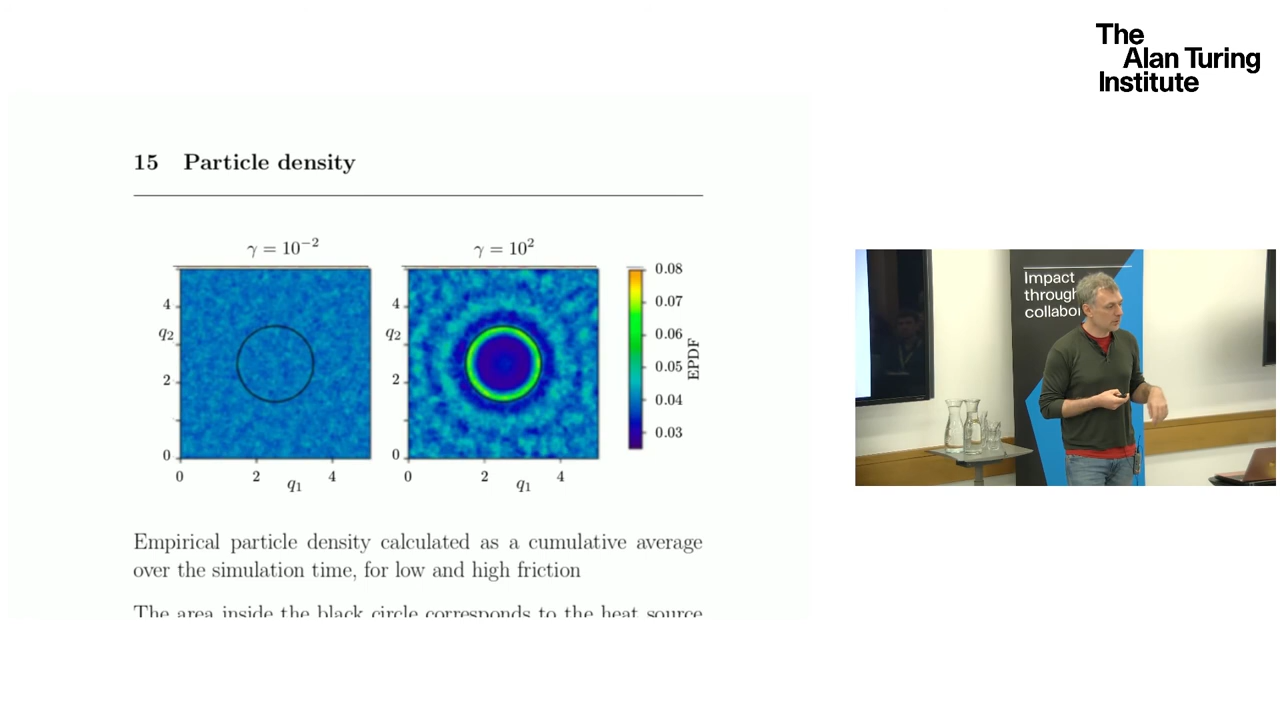 The
Alan Turing
Institute
15 Particle density
γ = 10⁻²
γ = 10²
4
q₂
2
0
0 2 4
q₁
4
q₂
2
0
0 2 4
q₁
0.08
0.07
0.06
0.05
0.04
0.03
EPDF
Empirical particle density calculated as a cumulative average
over the simulation time, for low and high friction
The area inside the black circle corresponds to the heat source
Impact
through
collabor